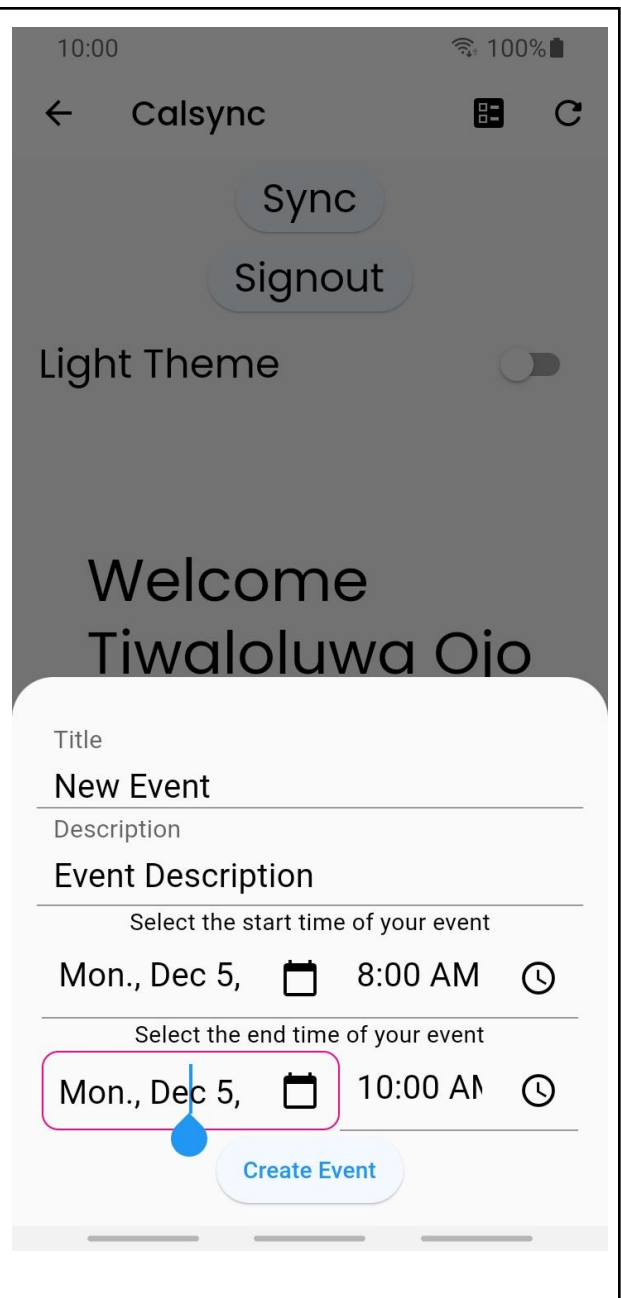 10:00 100%
Calsync
Sync
Signout
Light Theme
Welcome
Tiwaloluwa Ojo
Title
New Event
Description
Event Description
Select the start time of your event
Mon., Dec 5, 8:00 AM
Select the end time of your event
Mon., Dec 5, 10:00 AM
Create Event